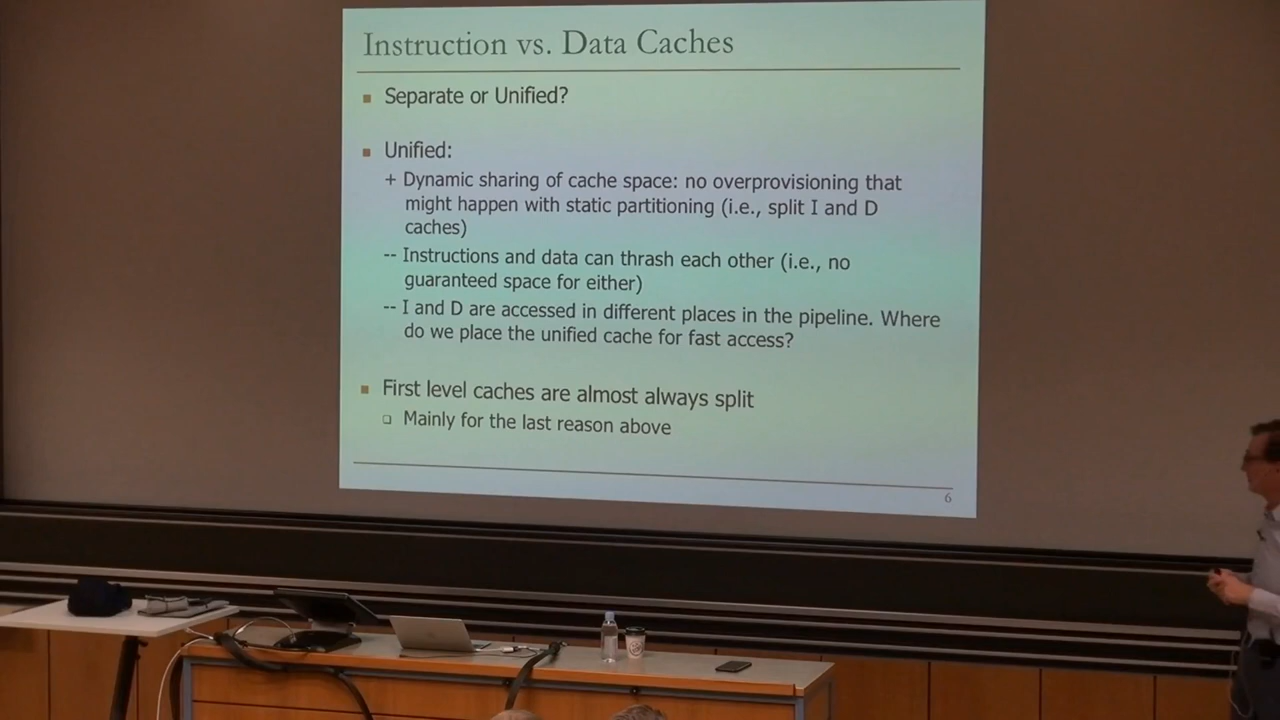 Instruction vs. Data Caches
Separate or Unified?
Unified:
+ Dynamic sharing of cache space: no overprovisioning that
might happen with static partitioning (i.e., split I and D
caches)
-- Instructions and data can thrash each other (i.e., no
guaranteed space for either)
-- I and D are accessed in different places in the pipeline. Where
do we place the unified cache for fast access?
First level caches are almost always split
Mainly for the last reason above
6